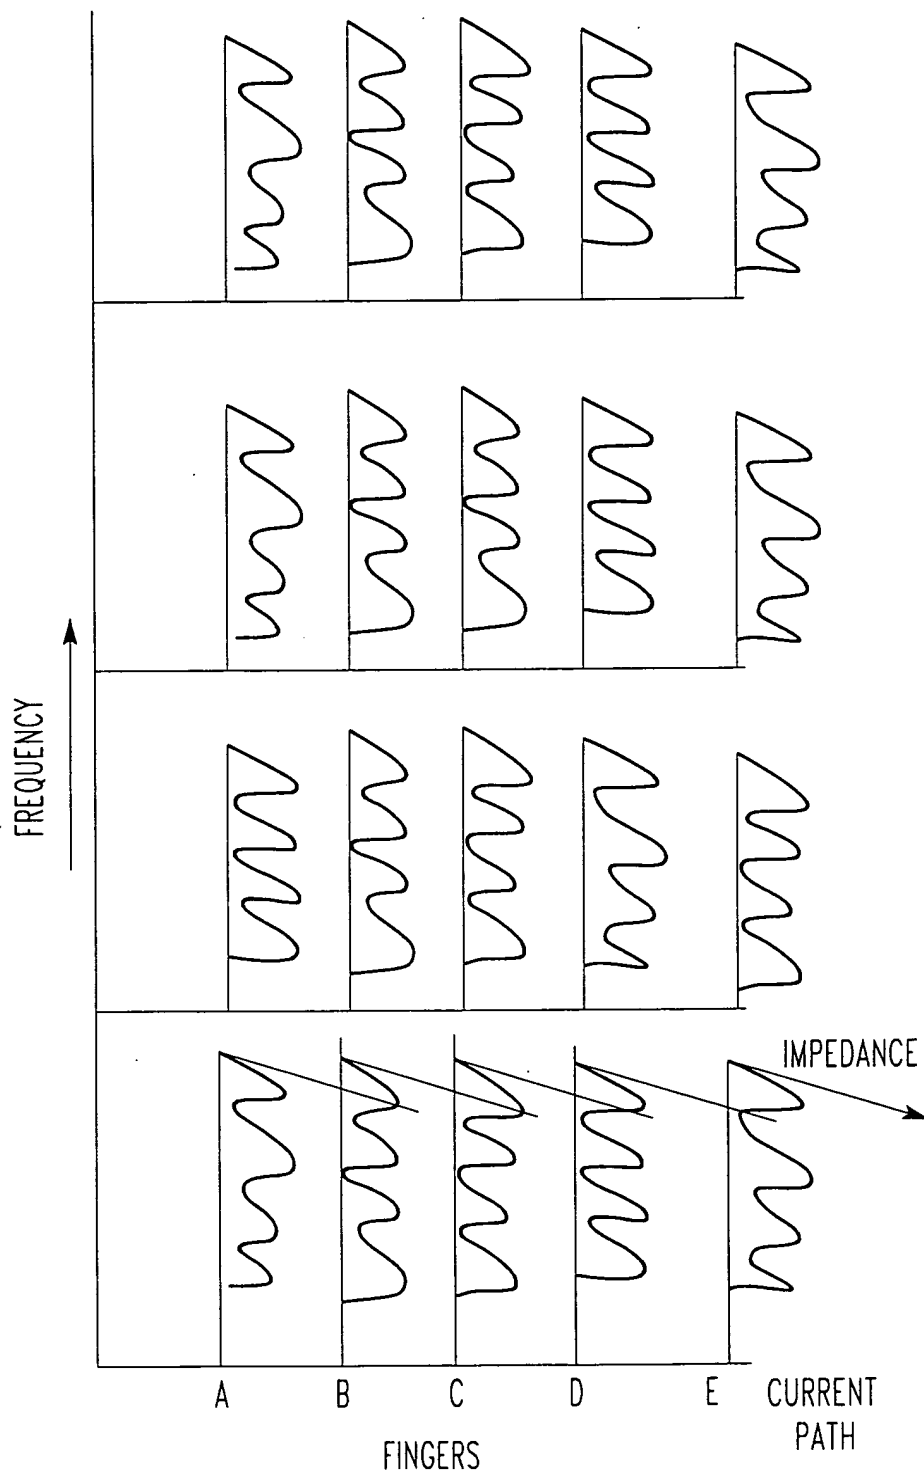 FREQUENCY
IMPEDANCE
A B C D E
CURRENT
PATH
FINGERS